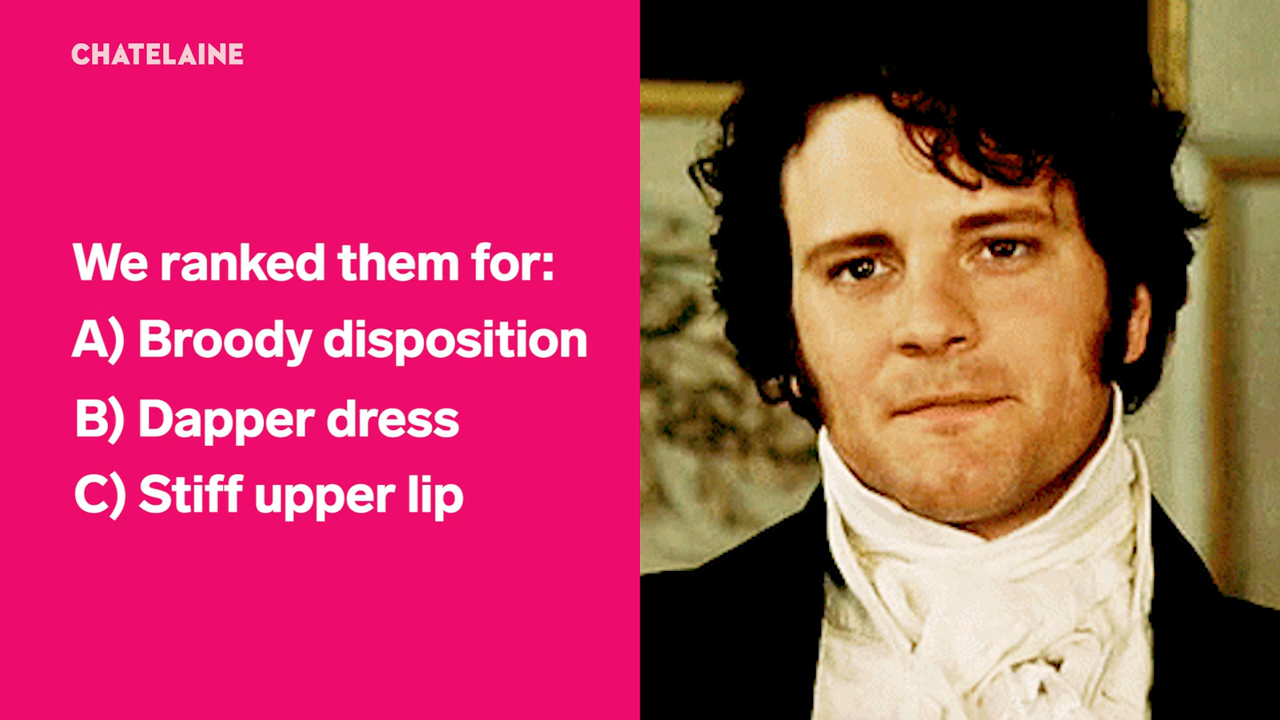 CHATELAINE
We ranked them for:
A) Broody disposition
B) Dapper dress
C) Stiff upper lip